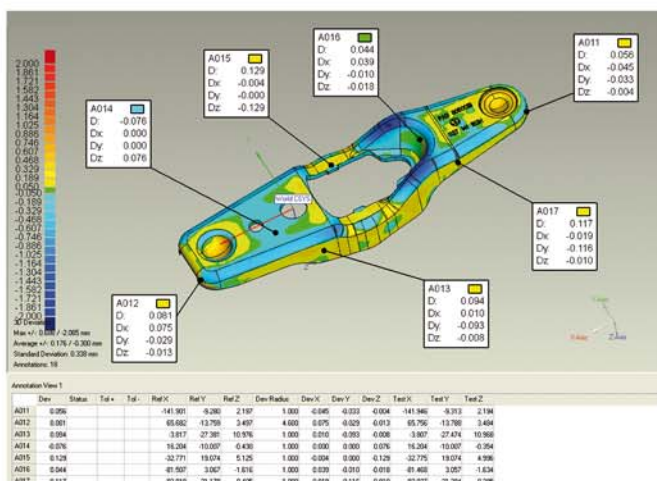 2.000
1.861
1.721
1.582
1.443
1.304
1.164
1.025
0.886
0.746
0.607
0.468
0.329
0.189
0.050
-0.050
-0.189
-0.329
-0.468
-0.607
-0.746
-0.886
-1.025
-1.164
-1.304
-1.443
-1.582
-1.721
-1.861
-2.000
A014
D: -0.076
Dx: 0.000
Dy: 0.000
Dz: 0.076
A015
D: 0.129
Dx: -0.004
Dy: -0.000
Dz: -0.129
A016
D: 0.044
Dx: 0.039
Dy: -0.010
Dz: -0.018
A011
D: 0.056
Dx: -0.045
Dy: -0.033
Dz: -0.004
World CSYS
A017
D: 0.117
Dx: -0.019
Dy: -0.116
Dz: -0.010
A012
D: 0.081
Dx: 0.075
Dy: -0.029
Dz: -0.013
A013
D: 0.094
Dx: 0.010
Dy: -0.093
Dz: -0.008
Z
Y-Axis
X-Axis
Z-Axis
3D Deviati
Average +/-: 0.176 / -0.300 mm
Standard Deviation: 0.338 mm
Annotation View 1
Dev Status Tol + Tol - Ref X Ref Y Ref Z Dev Radius Dev X Dev Y Dev Z Test X Test Y Test Z
A011 0.056 -141.901 -9.280 2.197 1.000 -0.045 -0.033 -0.004 -141.946 -9.313 2.194
A012 0.081 65.682 -13.759 3.497 4.600 0.075 -0.029 -0.013 65.756 -13.788 3.484
A013 0.094 -3.817 -27.381 10.976 1.000 0.010 -0.093 -0.008 -3.807 -27.474 10.968
A014 -0.076 16.204 -10.007 -0.430 1.000 0.000 0.000 0.076 16.204 -10.007 -0.354
A015 0.129 -32.771 19.074 5.125 1.000 -0.004 0.000 -0.129 -32.775 19.074 4.996
A016 0.044 -81.507 3.067 -1.616 1.000 0.039 -0.010 -0.018 -81.468 3.057 -1.634